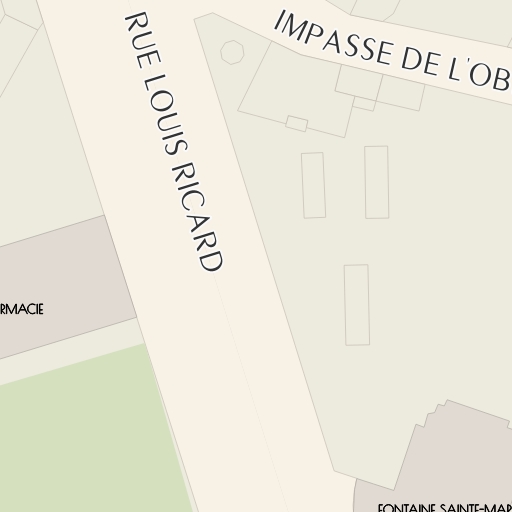 IMPASSE DE L'OB
RUE LOUIS RICARD
RMACIE
FONTAINE SAINTE-MAR